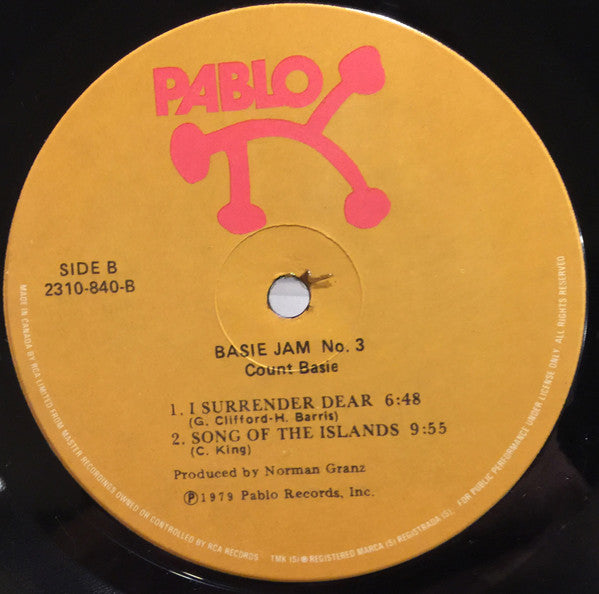 PABLO
SIDE B
2310-840-B
BASIE JAM No. 3
Count Basie
1. I SURRENDER DEAR 6:48
(G. Clifford-H. Barris)
2. SONG OF THE ISLANDS 9:55
(C. King)
Produced by Norman Granz
Ⓟ1979 Pablo Records, Inc.
MADE IN CANADA BY RCA LIMITED FROM MASTER RECORDINGS OWNED OR CONTROLLED BY RCA RECORDS
TMK (S) ® REGISTERED MARCA (S) REGISTRADA (S). FOR PUBLIC PERFORMANCE UNDER LICENSE ONLY. ALL RIGHTS RESERVED